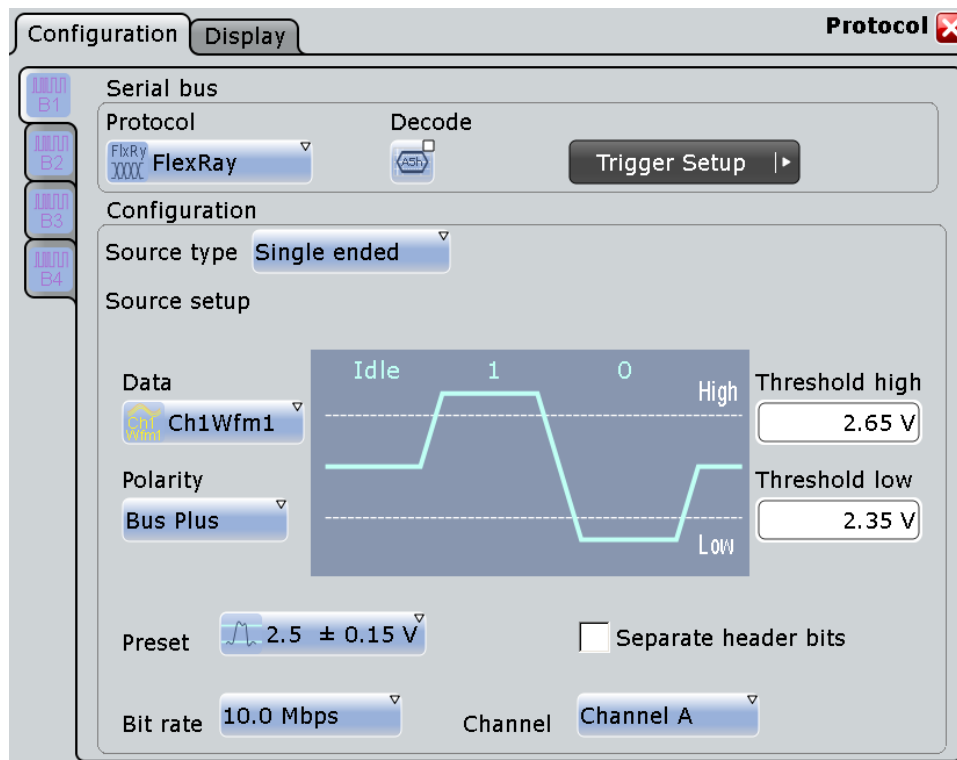 Configuration Display Protocol
B1
B2
B3
B4
Serial bus
Protocol Decode
FlxRy FlexRay A5h Trigger Setup
Configuration
Source type Single ended
Source setup
Idle 1 0
High
Low
Data
Ch1 Wfm1 Ch1Wfm1
Polarity
Bus Plus
Threshold high
2.65 V
Threshold low
2.35 V
Preset 2.5 ± 0.15 V Separate header bits
Bit rate 10.0 Mbps Channel Channel A